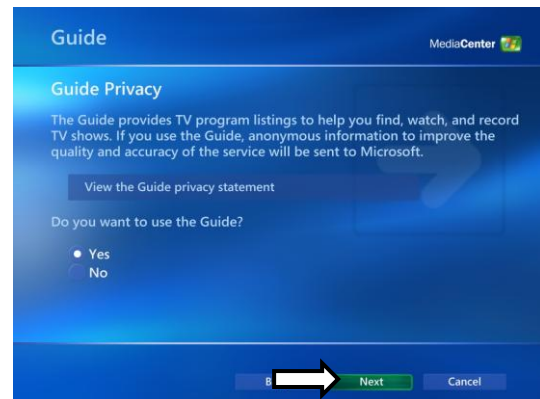 Guide
MediaCenter
Guide Privacy
The Guide provides TV program listings to help you find, watch, and record
TV shows. If you use the Guide, anonymous information to improve the
quality and accuracy of the service will be sent to Microsoft.
View the Guide privacy statement
Do you want to use the Guide?
Yes
No
Next Cancel